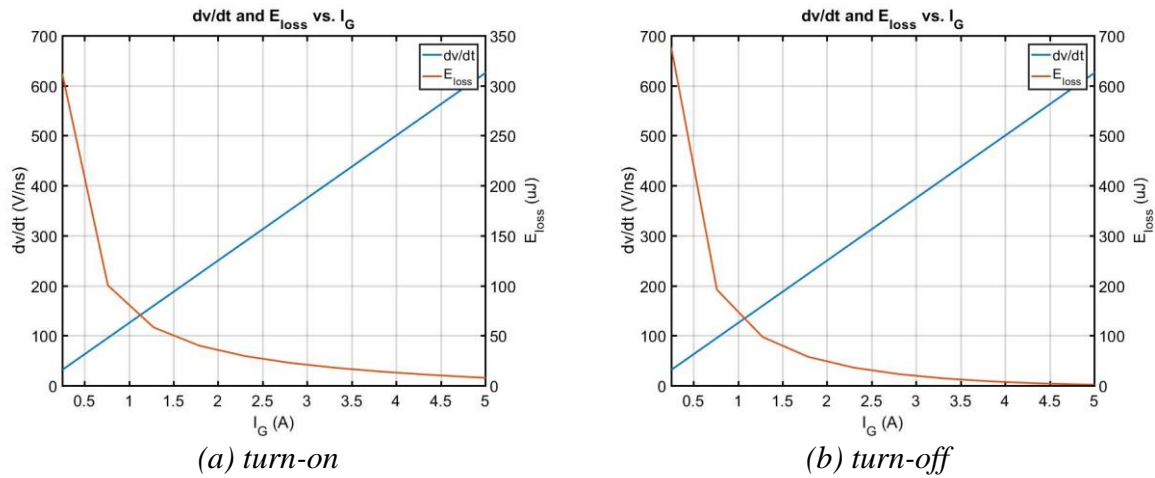 dv/dt and E_loss vs. I_G
700
600
500
400
300
200
100
0
dv/dt (V/ns)
350
300
250
200
150
100
50
0
E_loss (uJ)
dv/dt
E_loss
0.5 1 1.5 2 2.5 3 3.5 4 4.5 5
I_G (A)
(a) turn-on
dv/dt and E_loss vs. I_G
700
600
500
400
300
200
100
0
dv/dt (V/ns)
700
600
500
400
300
200
100
0
E_loss (uJ)
dv/dt
E_loss
0.5 1 1.5 2 2.5 3 3.5 4 4.5 5
I_G (A)
(b) turn-off